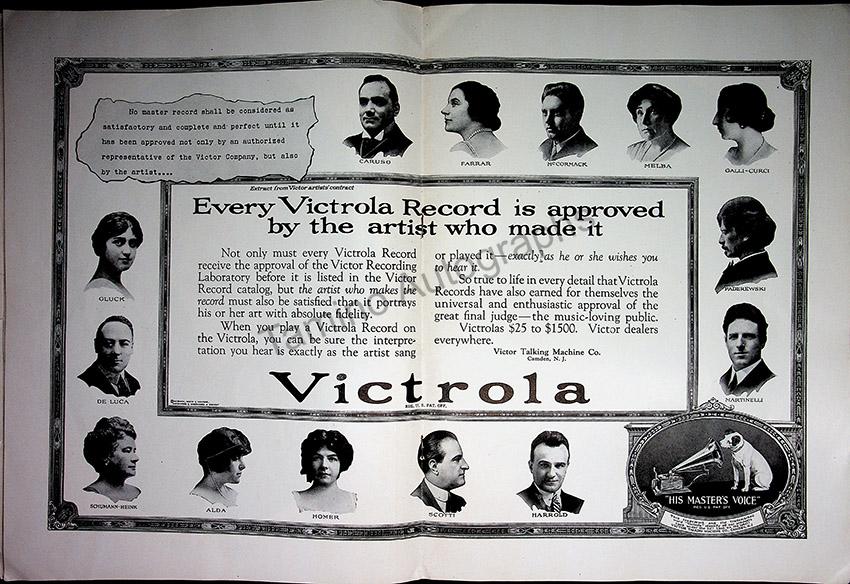 No master record shall be considered as
satisfactory and complete and perfect until it
has been approved not only by an authorized
representative of the Victor Company, but also
by the artist....
Extract from Victor artists' contract
CARUSO
FARRAR
McCORMACK
MELBA
GALLI-CURCI
Every Victrola Record is approved
by the artist who made it
Not only must every Victrola Record
receive the approval of the Victor Recording
Laboratory before it is listed in the Victor
Record catalog, but the artist who makes the
record must also be satisfied that it portrays
his or her art with absolute fidelity.
When you play a Victrola Record on
the Victrola, you can be sure the interpre-
tation you hear is exactly as the artist sang
or played it—exactly as he or she wishes you
to hear it.
So true to life in every detail that Victrola
Records have also earned for themselves the
universal and enthusiastic approval of the
great final judge—the music-loving public.
Victrolas $25 to $1500. Victor dealers
everywhere.
Victor Talking Machine Co.
Camden, N. J.
Victrola
REG. U. S. PAT. OFF.
GLUCK
DE LUCA
PADEREWSKI
MARTINELLI
SCHUMANN-HEINK
ALDA
HOMER
SCOTTI
HARROLD
"HIS MASTER'S VOICE"
REG. U.S. PAT. OFF.
Tamino Autographs